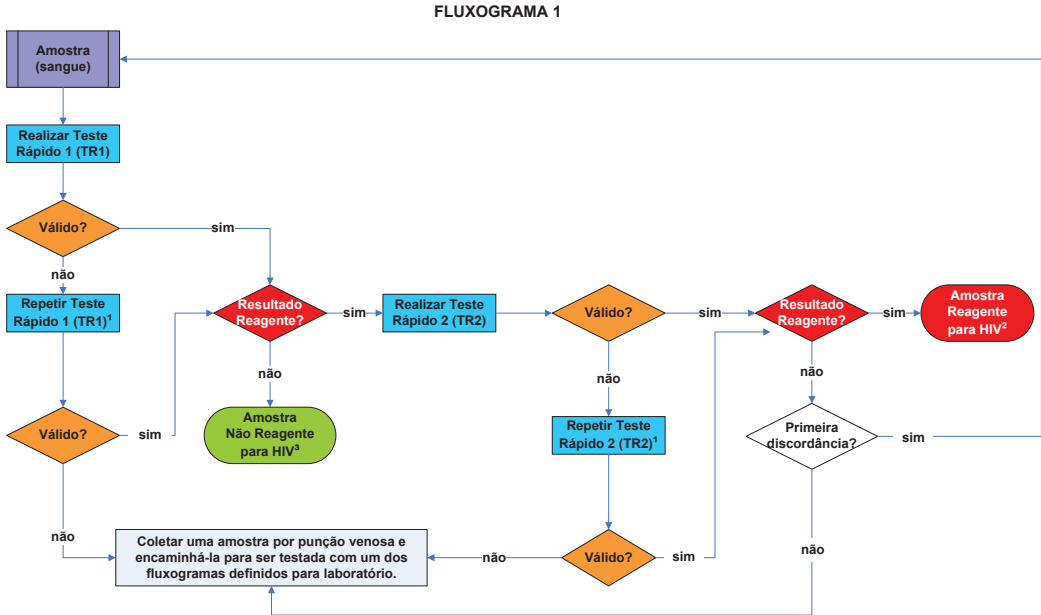 FLUXOGRAMA 1
Amostra
(sangue)
Realizar Teste
Rápido 1 (TR1)
Válido?
sim
não
Repetir Teste
Rápido 1 (TR1)¹
Válido?
sim
não
Resultado
Reagente?
sim
não
Amostra
Não Reagente
para HIV³
Realizar Teste
Rápido 2 (TR2)
Válido?
sim
não
Repetir Teste
Rápido 2 (TR2)¹
Válido?
sim
não
Resultado
Reagente?
sim
não
Amostra
Reagente
para HIV²
Primeira
discordância?
sim
não
Coletar uma amostra por punção venosa e
encaminhá-la para ser testada com um dos
fluxogramas definidos para laboratório.